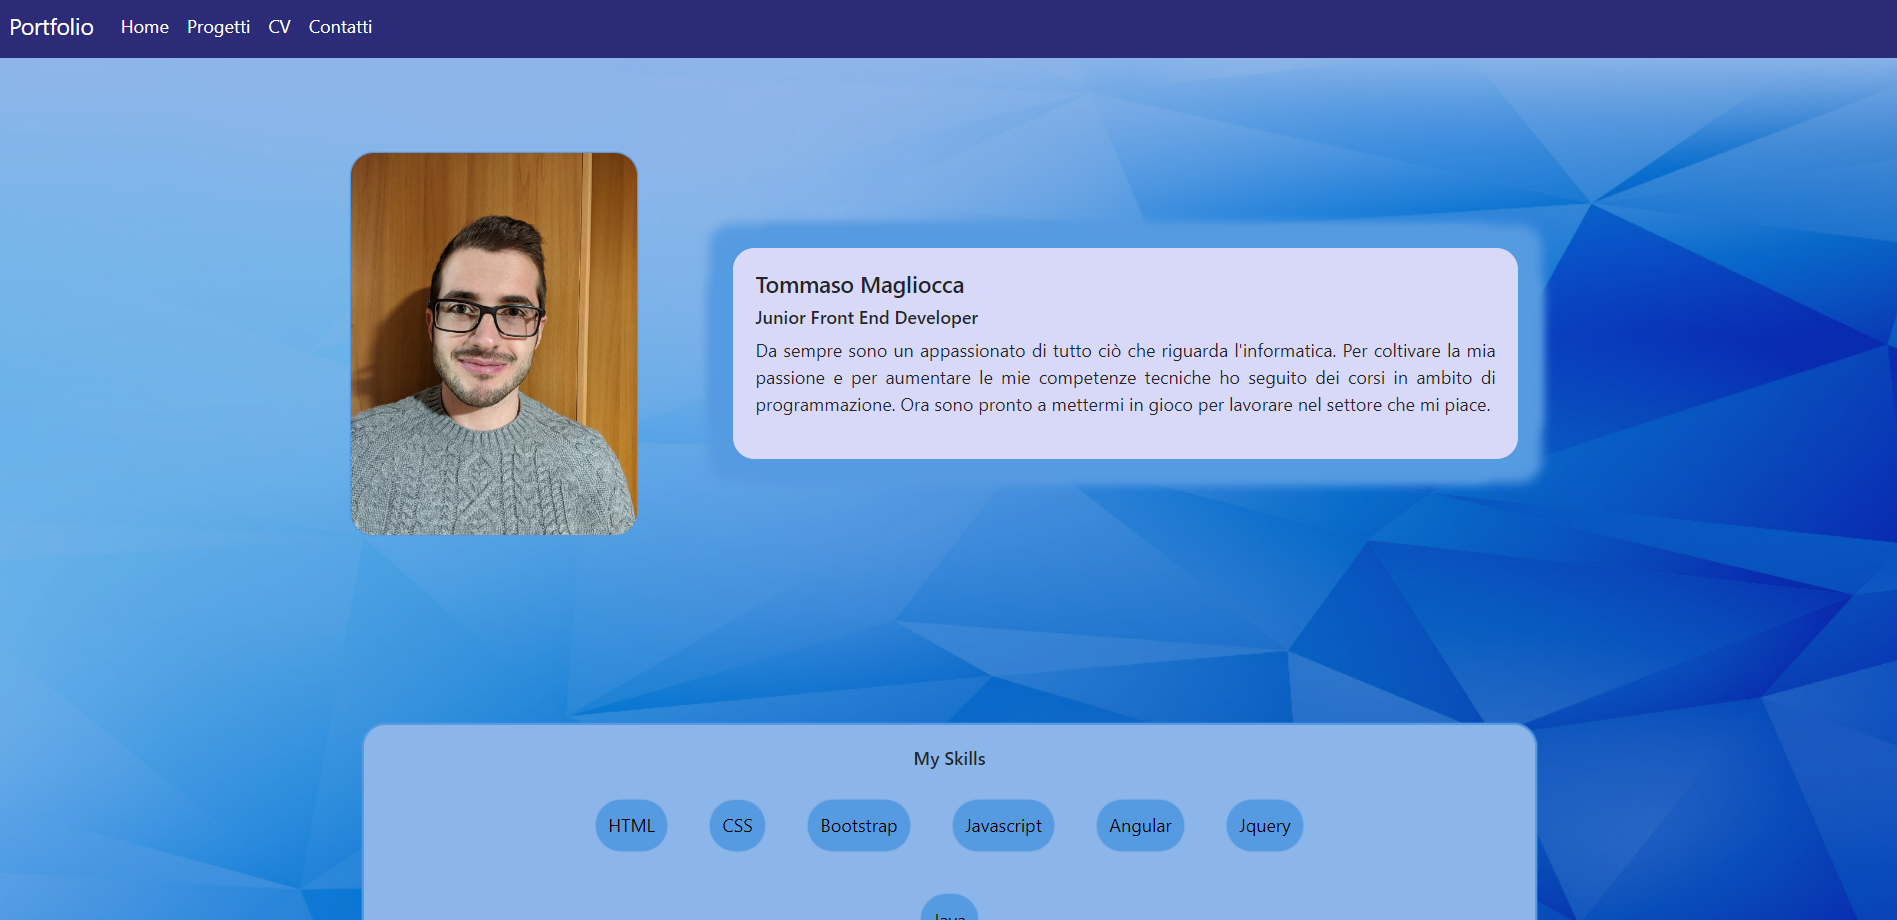 Portfolio Home Progetti CV Contatti
Tommaso Magliocca
Junior Front End Developer
Da sempre sono un appassionato di tutto ciò che riguarda l'informatica. Per coltivare la mia
passione e per aumentare le mie competenze tecniche ho seguito dei corsi in ambito di
programmazione. Ora sono pronto a mettermi in gioco per lavorare nel settore che mi piace.
My Skills
HTML CSS Bootstrap Javascript Angular Jquery
Java